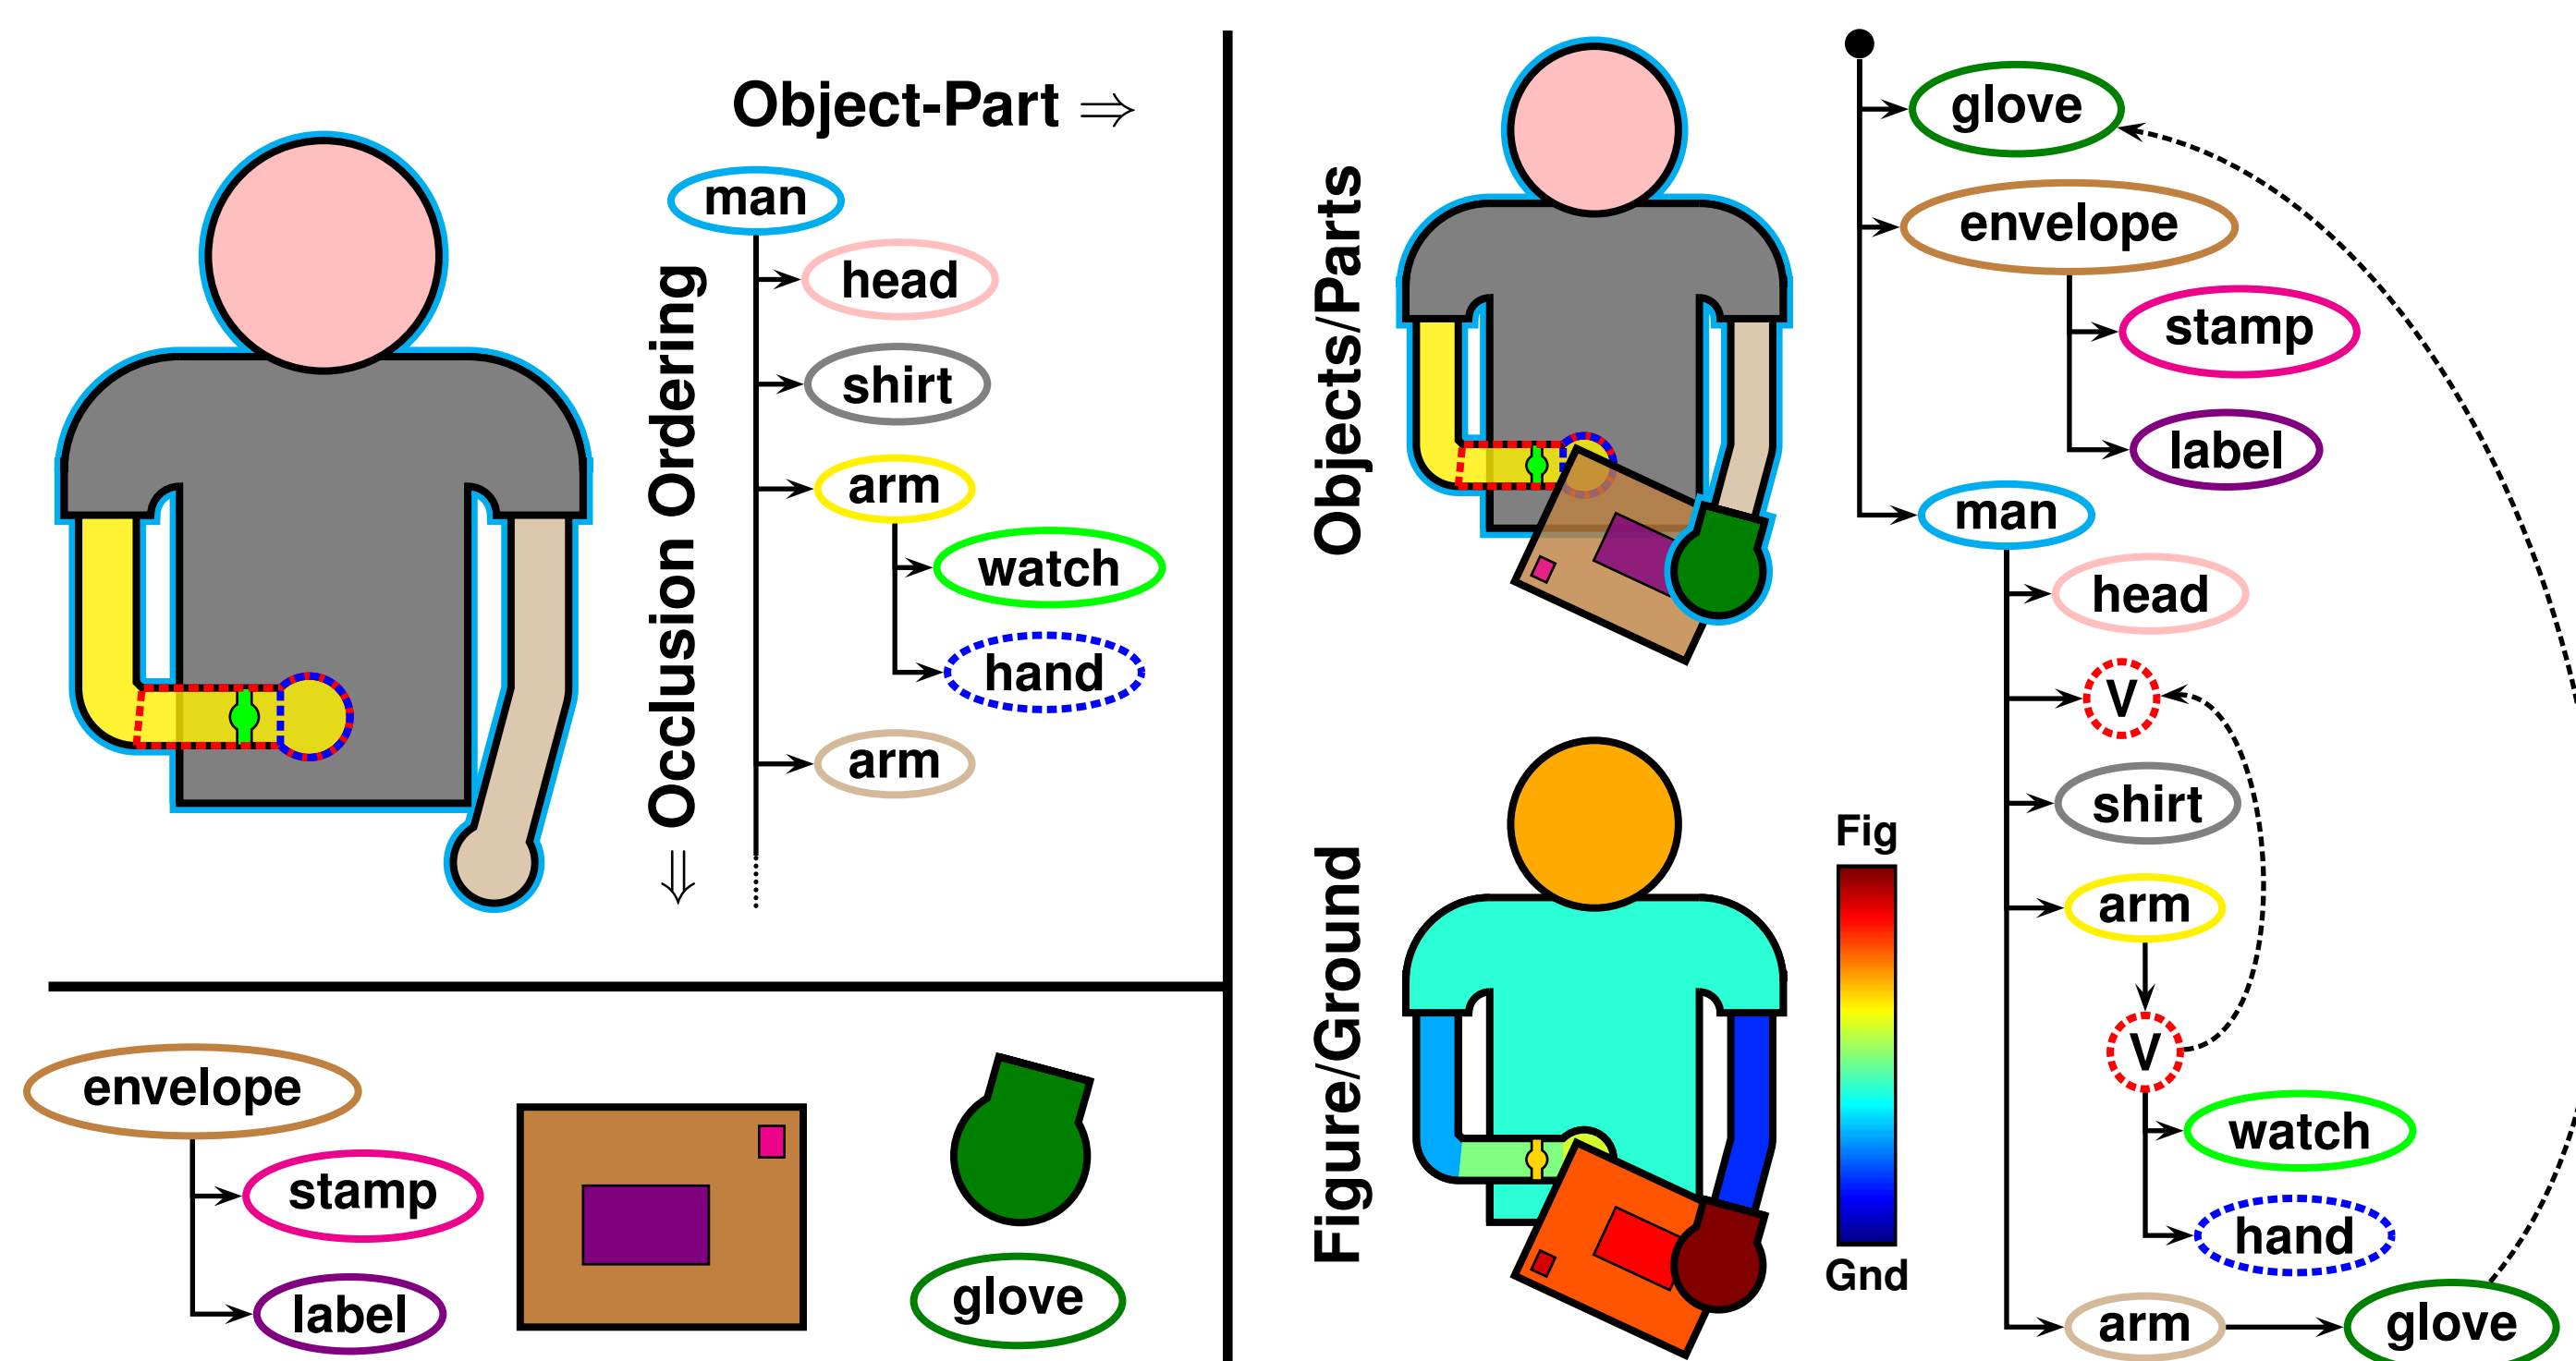 Object-Part ⇒
Occlusion Ordering ⇒
man
head
shirt
arm
watch
hand
arm
envelope
stamp
label
glove
Objects/Parts
glove
envelope
stamp
label
man
head
V
shirt
arm
V
watch
hand
arm
glove
Figure/Ground
Fig
Gnd